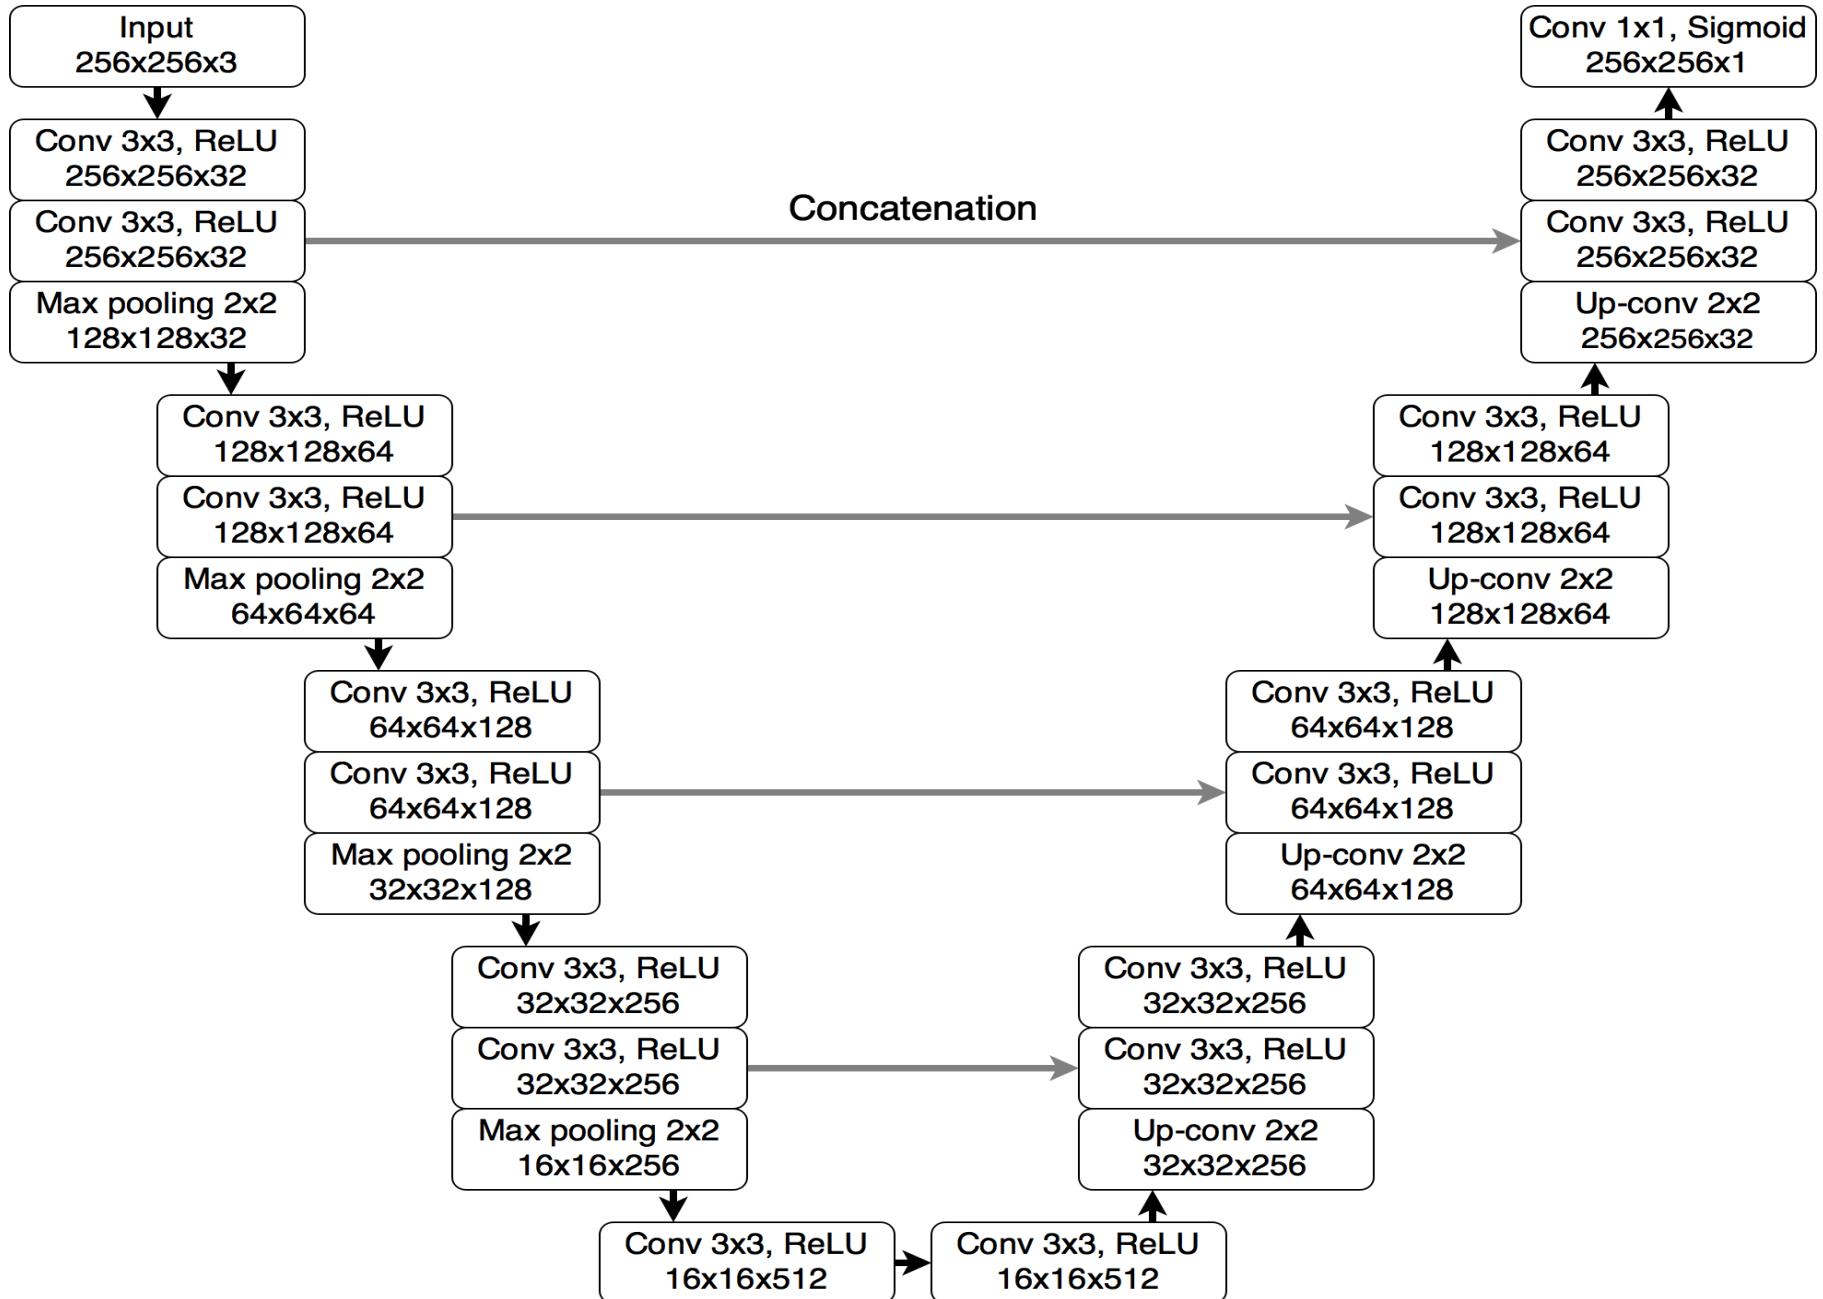 Input
256x256x3
Conv 3x3, ReLU
256x256x32
Conv 3x3, ReLU
256x256x32
Max pooling 2x2
128x128x32
Conv 3x3, ReLU
128x128x64
Conv 3x3, ReLU
128x128x64
Max pooling 2x2
64x64x64
Conv 3x3, ReLU
64x64x128
Conv 3x3, ReLU
64x64x128
Max pooling 2x2
32x32x128
Conv 3x3, ReLU
32x32x256
Conv 3x3, ReLU
32x32x256
Max pooling 2x2
16x16x256
Conv 3x3, ReLU
16x16x512
Concatenation
Conv 3x3, ReLU
16x16x512
Conv 3x3, ReLU
32x32x256
Conv 3x3, ReLU
32x32x256
Up-conv 2x2
32x32x256
Conv 3x3, ReLU
64x64x128
Conv 3x3, ReLU
64x64x128
Up-conv 2x2
64x64x128
Conv 3x3, ReLU
128x128x64
Conv 3x3, ReLU
128x128x64
Up-conv 2x2
128x128x64
Conv 1x1, Sigmoid
256x256x1
Conv 3x3, ReLU
256x256x32
Conv 3x3, ReLU
256x256x32
Up-conv 2x2
256x256x32